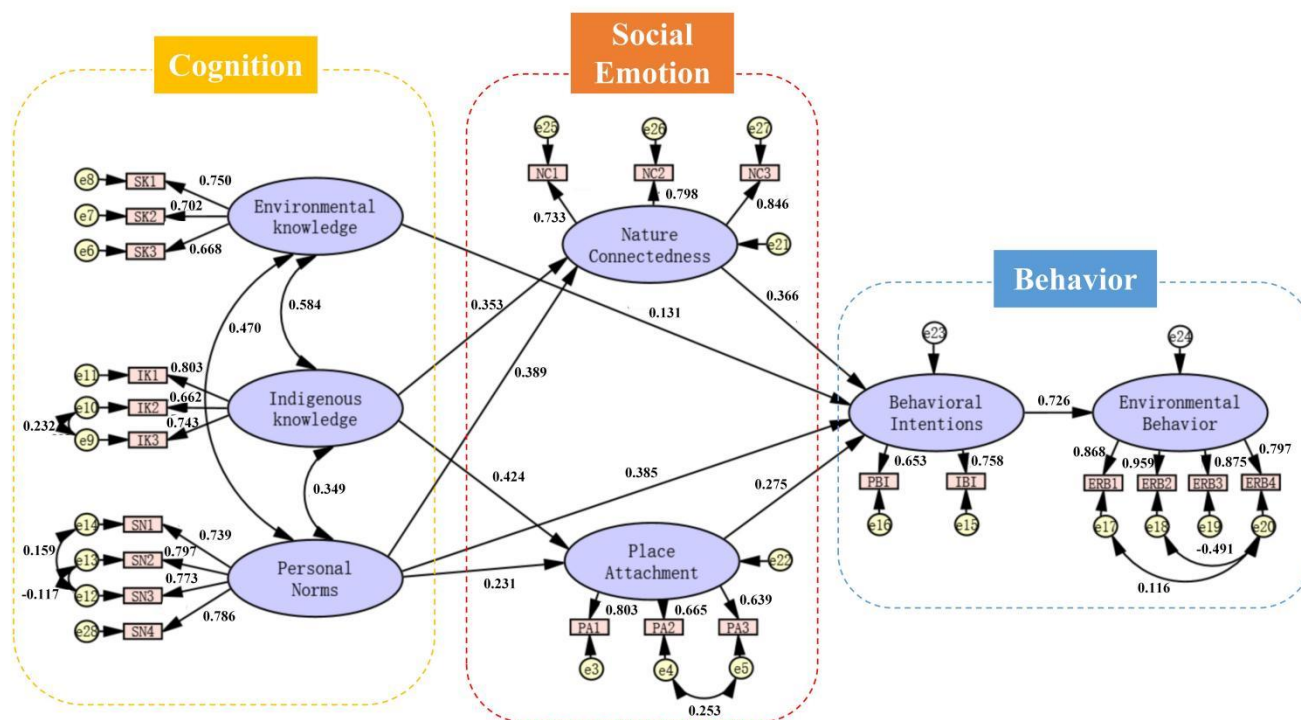 Cognition
Social
Emotion
Behavior
e8
SK1
0.750
e7
SK2
0.702
e6
SK3
0.668
Environmental
knowledge
0.470
0.584
e11
IK1
0.803
e10
IK2
0.662
e9
IK3
0.743
0.232
Indigenous
knowledge
0.349
e14
SN1
0.739
0.159
e13
SN2
0.797
e12
SN3
0.773
-0.117
e28
SN4
0.786
Personal
Norms
e25
e26
e27
NC1
NC2
NC3
0.733
0.798
0.846
Nature
Connectedness
e21
0.353
0.389
0.131
0.366
0.424
0.385
0.231
0.275
Place
Attachment
e22
0.803
0.665
0.639
PA1
PA2
PA3
e3
e4
e5
0.253
e23
e24
Behavioral
Intentions
0.726
Environmental
Behavior
0.653
0.758
PBI
IBI
e16
e15
0.868
0.959
0.875
0.797
ERB1
ERB2
ERB3
ERB4
e17
e18
e19
e20
-0.491
0.116